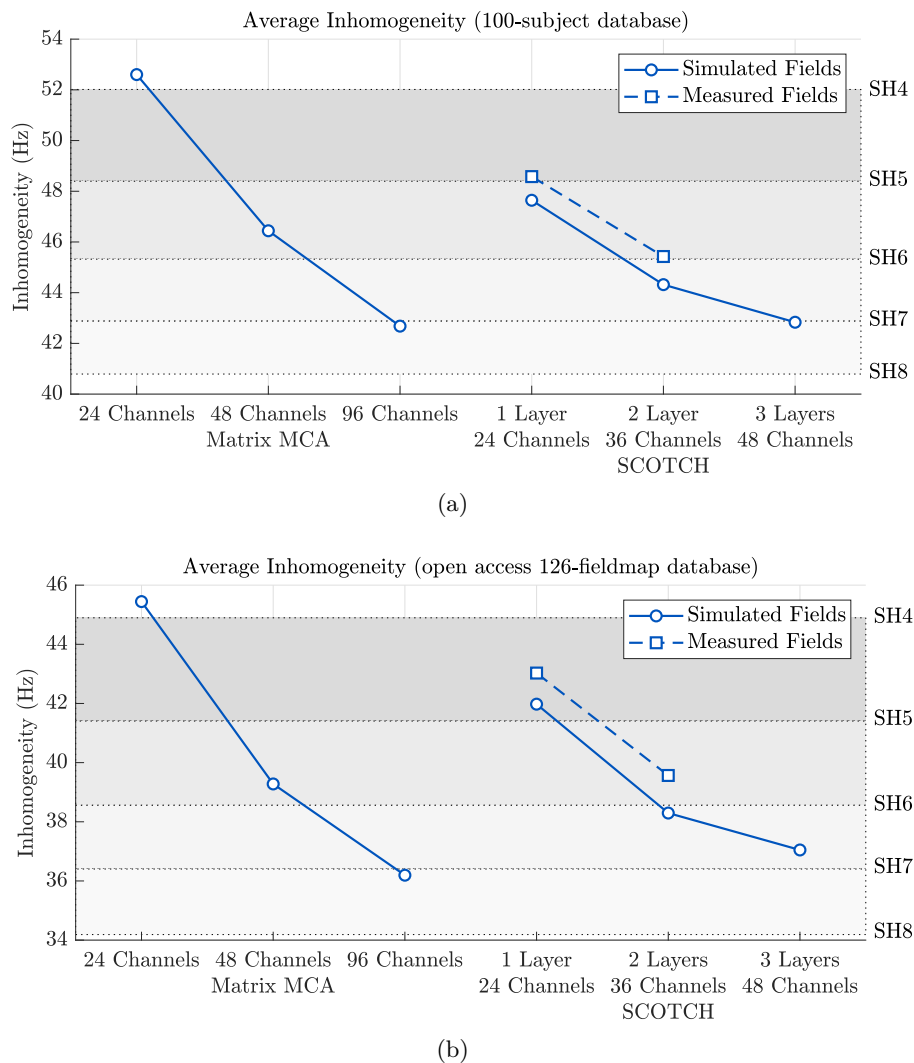 Average Inhomogeneity (100-subject database)
Inhomogeneity (Hz)
54
52
50
48
46
44
42
40
Simulated Fields
Measured Fields
SH4
SH5
SH6
SH7
SH8
24 Channels
48 Channels
96 Channels
1 Layer
2 Layer
3 Layers
Matrix MCA
24 Channels
36 Channels
48 Channels
SCOTCH
(a)
Average Inhomogeneity (open access 126-fieldmap database)
Inhomogeneity (Hz)
46
44
42
40
38
36
34
Simulated Fields
Measured Fields
SH4
SH5
SH6
SH7
SH8
24 Channels
48 Channels
96 Channels
1 Layer
2 Layers
3 Layers
Matrix MCA
24 Channels
36 Channels
48 Channels
SCOTCH
(b)